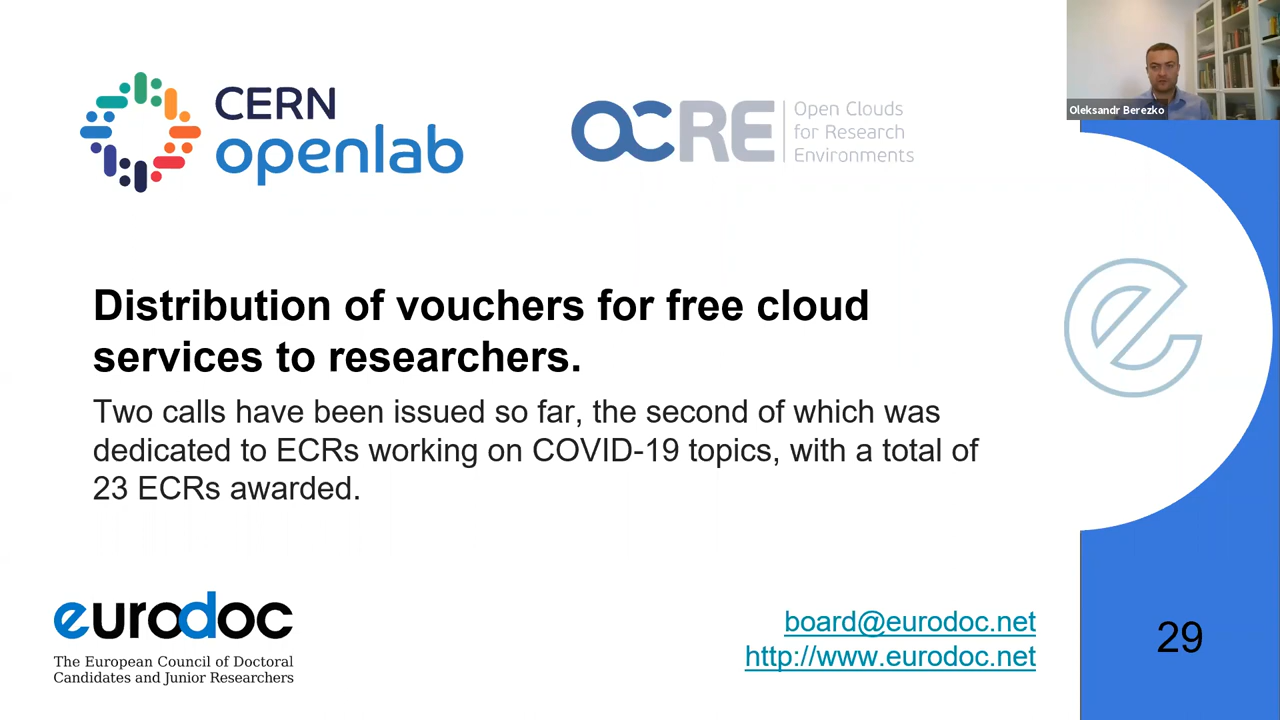 CERN
openlab
OCRE
Open Clouds
for Research
Environments
Oleksandr Berezko
Distribution of vouchers for free cloud
services to researchers.
Two calls have been issued so far, the second of which was
dedicated to ECRs working on COVID-19 topics, with a total of
23 ECRs awarded.
eurodoc
The European Council of Doctoral
Candidates and Junior Researchers
board@eurodoc.net
http://www.eurodoc.net
29